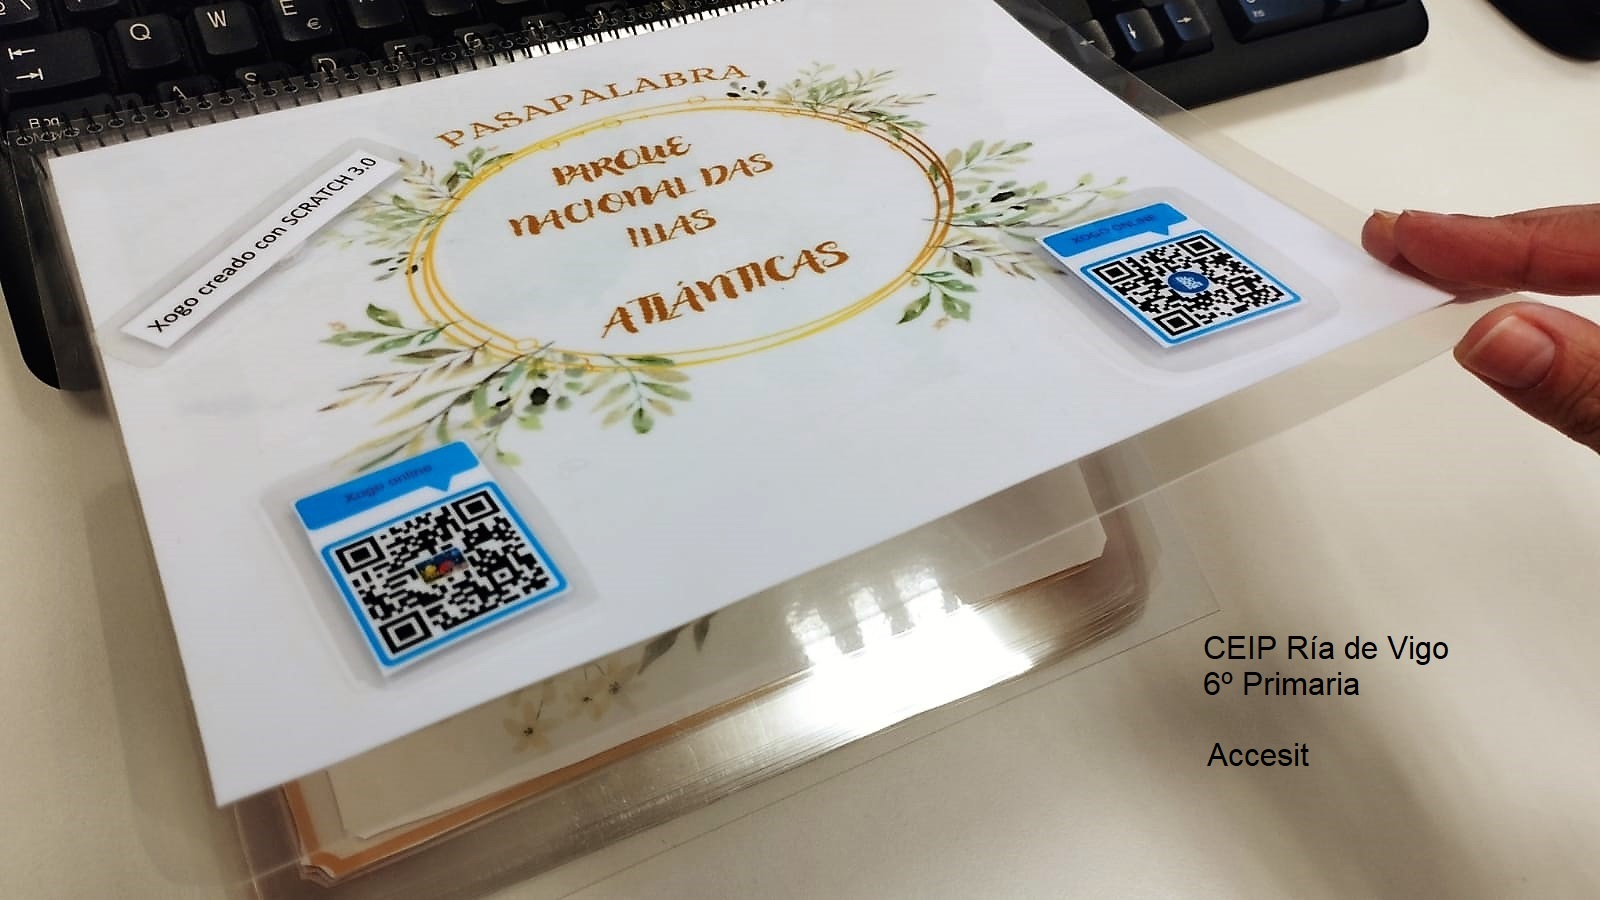 Q W E
€
A S D F G H J
PASAPALABRA
PARQUE
NACIONAL DAS
ILLAS
ATLÁNTICAS
Xogo creado con SCRATCH 3.0
XOGO ONLINE
Xogo online
CEIP Ría de Vigo
6º Primaria
Accesit